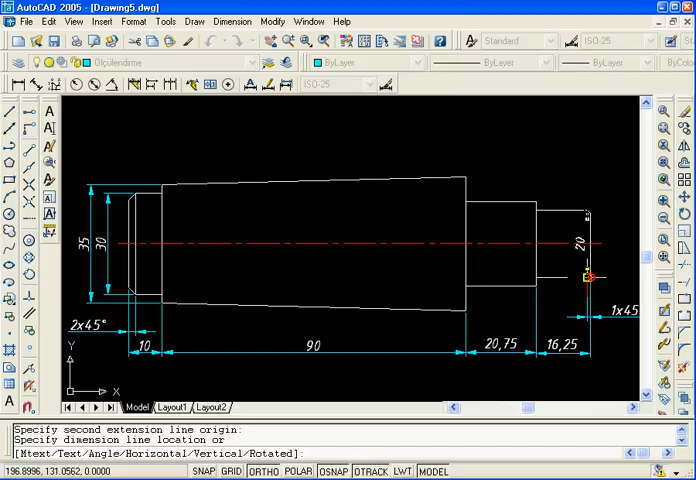 AutoCAD 2005 - [Drawing5.dwg]
File Edit View Insert Format Tools Draw Dimension Modify Window Help
Standard ISO-25 Standard
Ölçülendirme ByLayer ByLayer ByColo
ISO-25
35
30
20
2x45°
1x45
10
90
20,75
16,25
Y
X
Model Layout1 Layout2
Specify second extension line origin:
Specify dimension line location or
[Mtext/Text/Angle/Horizontal/Vertical/Rotated]:
196.8996, 131.0562, 0.0000 SNAP GRID ORTHO POLAR OSNAP OTRACK LWT MODEL